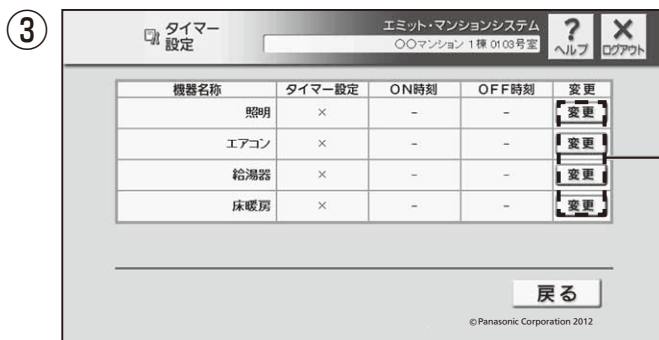 ③
タイマー
設定
エミット・マンションシステム
〇〇マンション 1棟 0103号室
?
ヘルプ
×
ログアウト
機器名称 タイマー設定 ON時刻 OFF時刻 変更
照明 × - - 変更
エアコン × - - 変更
給湯器 × - - 変更
床暖房 × - - 変更
戻る
©Panasonic Corporation 2012